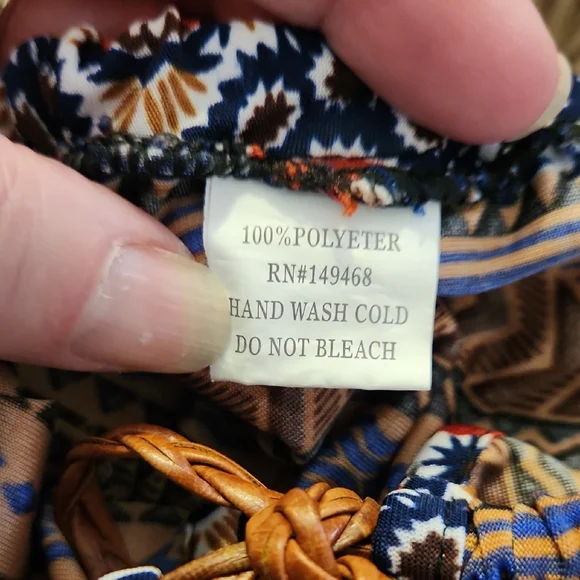 100%POLYETER
RN#149468
HAND WASH COLD
DO NOT BLEACH